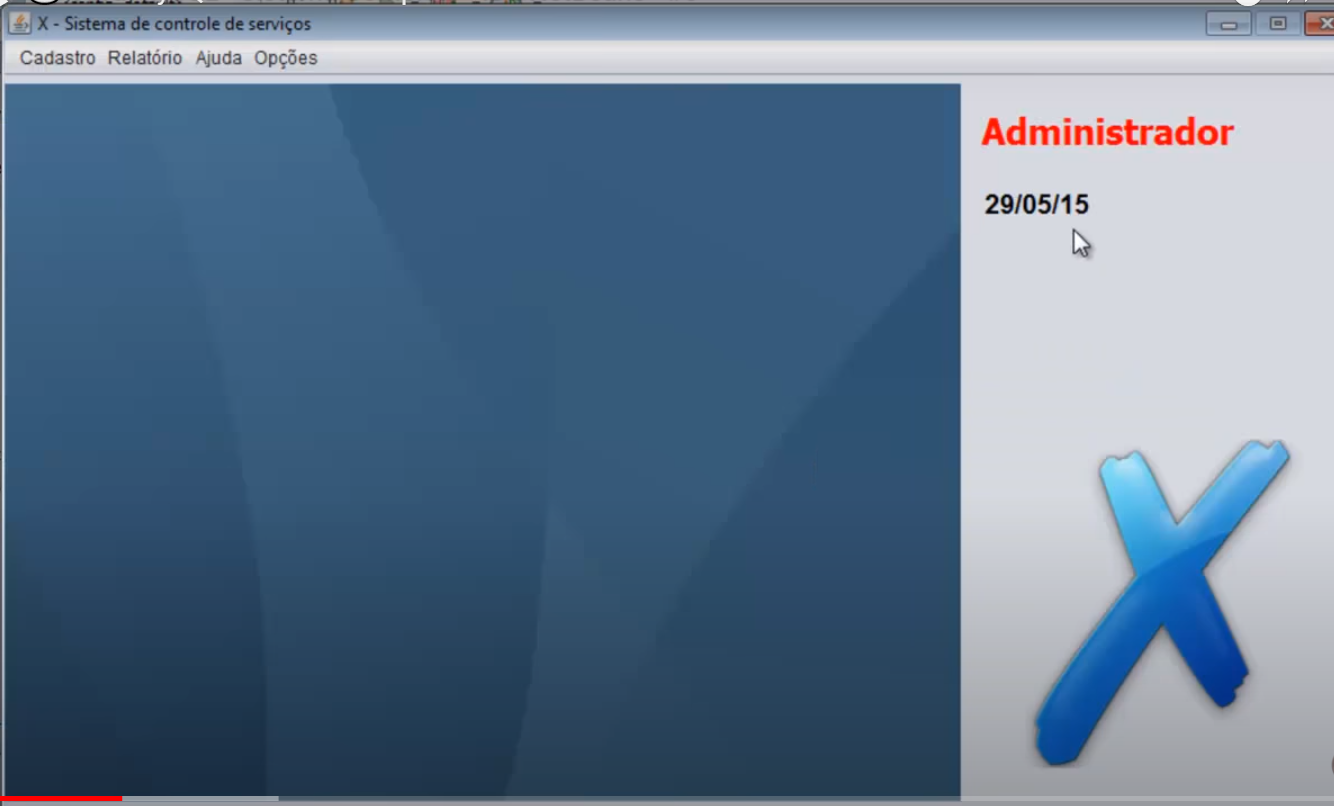 X - Sistema de controle de serviços
Cadastro Relatório Ajuda Opções
Administrador
29/05/15